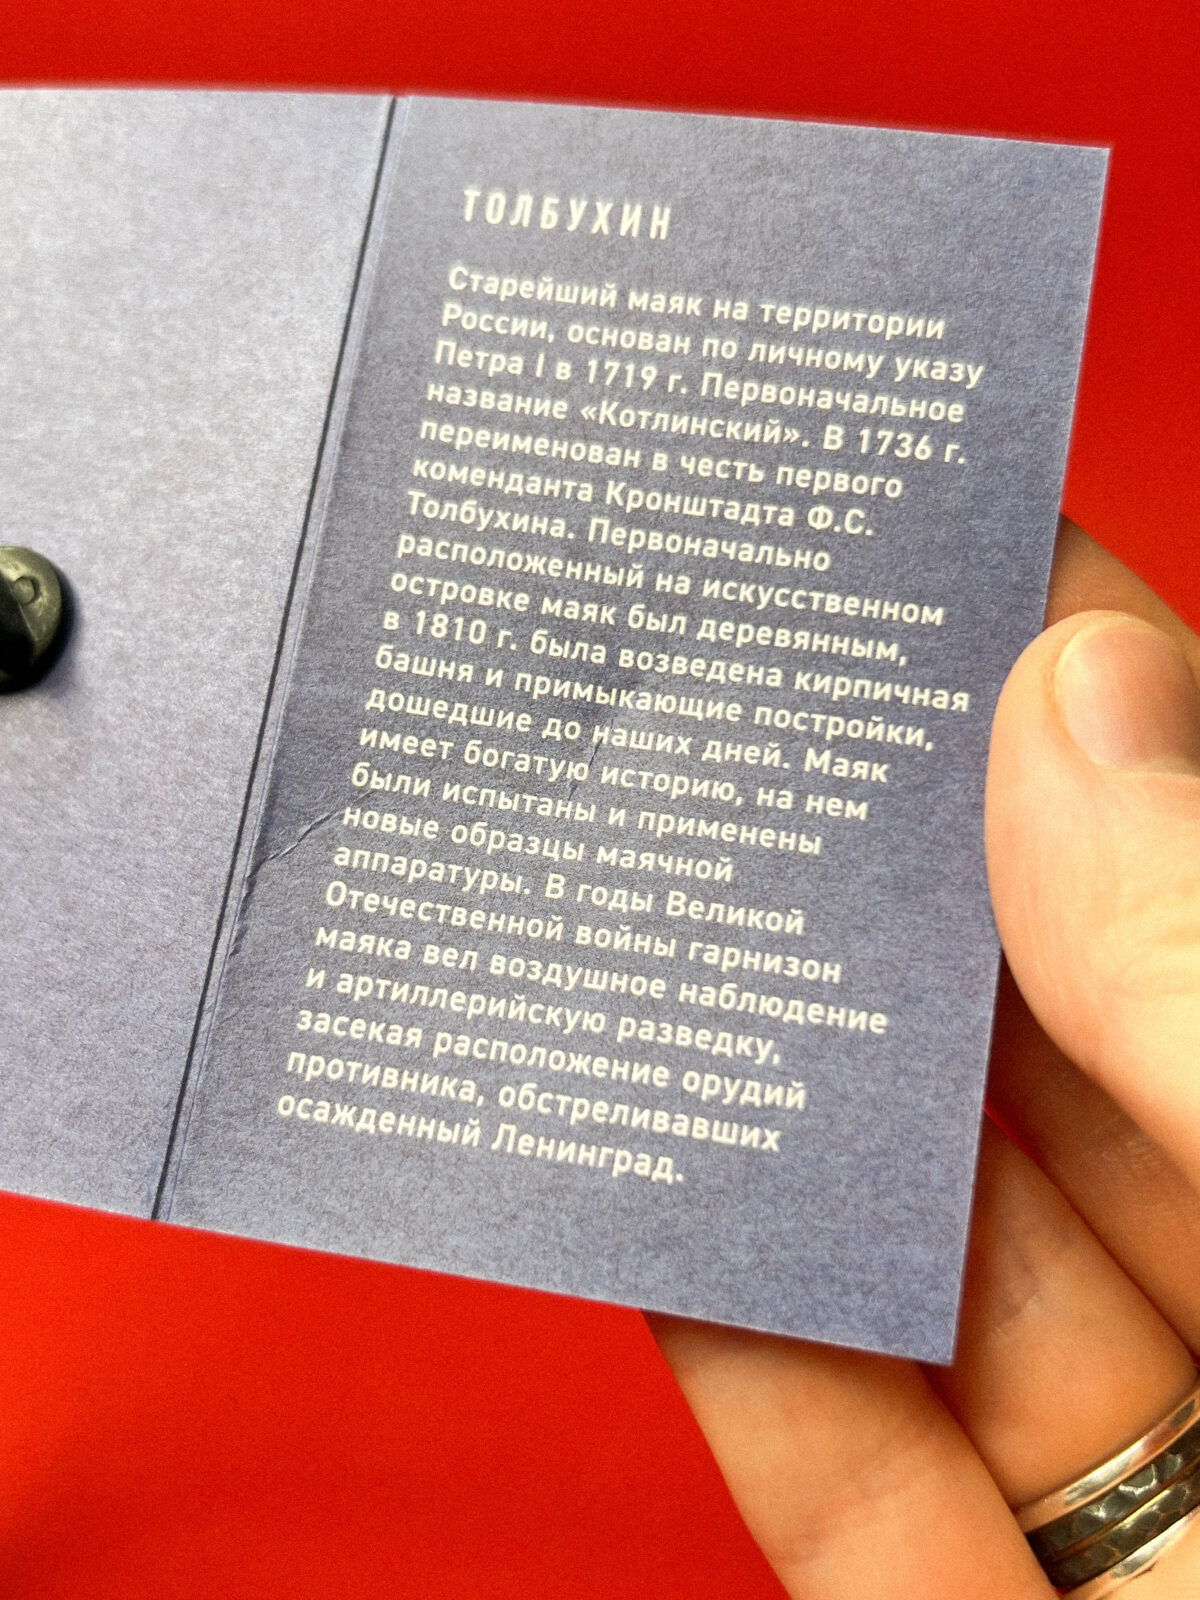 ТОЛБУХИН
Старейший маяк на территории
России, основан по личному указу
Петра I в 1719 г. Первоначальное
название «Котлинский». В 1736 г.
переименован в честь первого
коменданта Кронштадта Ф.С.
Толбухина. Первоначально
расположенный на искусственном
островке маяк был деревянным,
в 1810 г. была возведена кирпичная
башня и примыкающие постройки,
дошедшие до наших дней. Маяк
имеет богатую историю, на нем
были испытаны и применены
новые образцы маячной
аппаратуры. В годы Великой
Отечественной войны гарнизон
маяка вел воздушное наблюдение
и артиллерийскую разведку,
засекая расположение орудий
противника, обстреливавших
осажденный Ленинград.